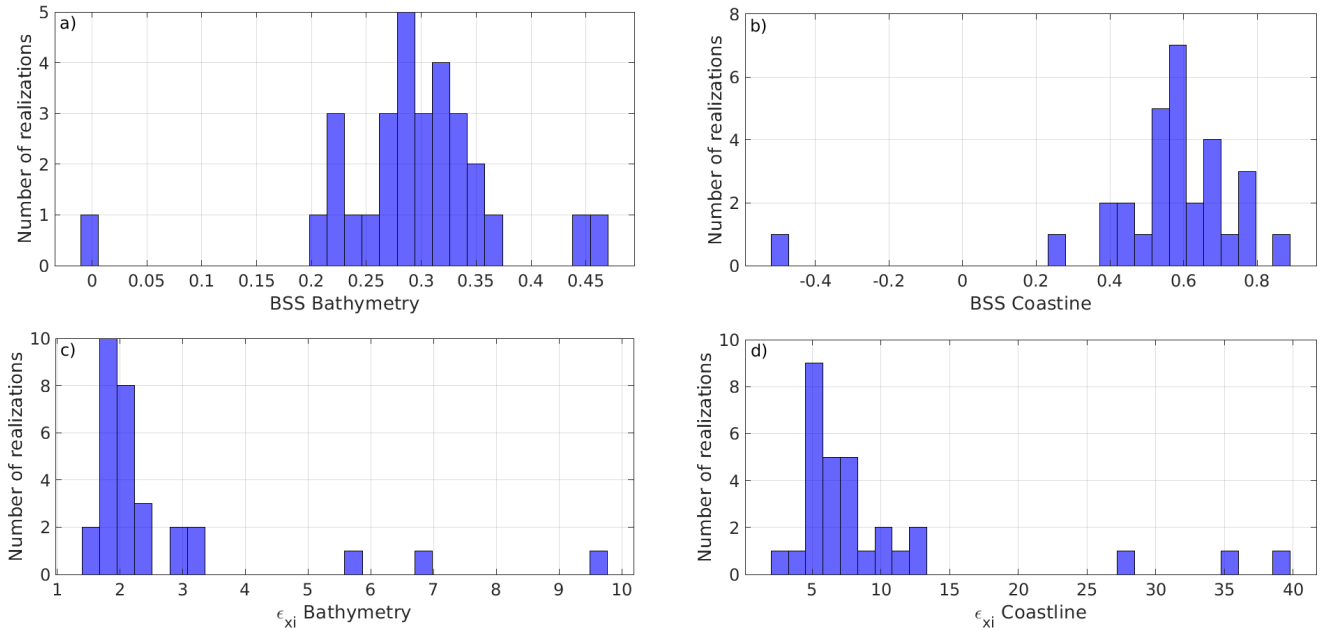 a)
5
4
3
2
1
0
Number of realizations
0 0.05 0.1 0.15 0.2 0.25 0.3 0.35 0.4 0.45
BSS Bathymetry
b)
8
6
4
2
0
Number of realizations
-0.4 -0.2 0 0.2 0.4 0.6 0.8
BSS Coastine
c)
10
8
6
4
2
0
Number of realizations
1 2 3 4 5 6 7 8 9 10
ϵxi Bathymetry
d)
10
8
6
4
2
0
Number of realizations
5 10 15 20 25 30 35 40
ϵxi Coastline